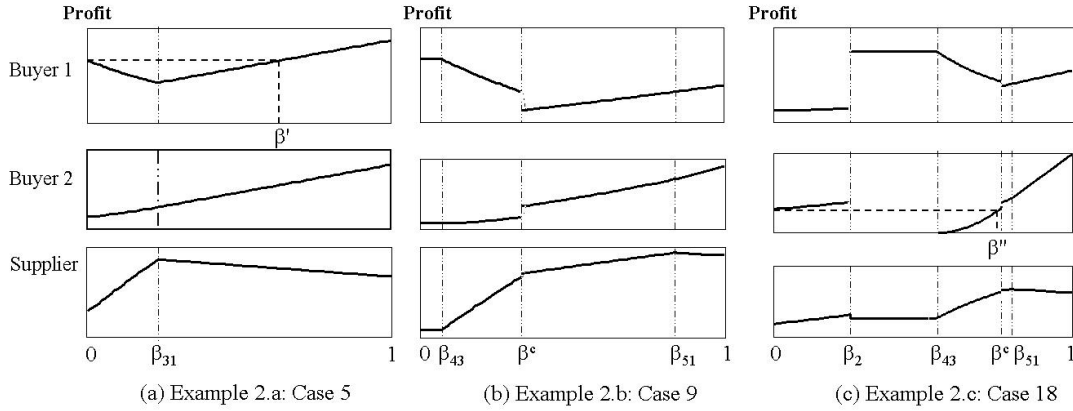 Profit Profit Profit
Buyer 1
β'
Buyer 2
β''
Supplier
0 β31 1 0 β43 βc β51 1 0 β2 β43 βc β51 1
(a) Example 2.a: Case 5 (b) Example 2.b: Case 9 (c) Example 2.c: Case 18